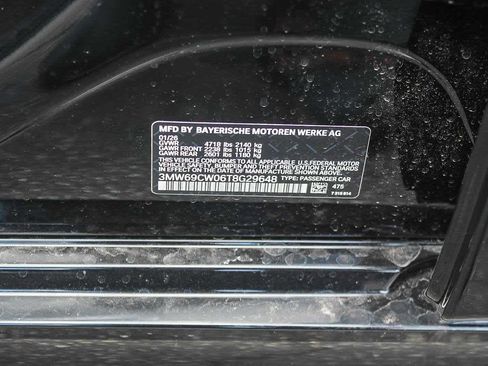 MFD BY BAYERISCHE MOTOREN WERKE AG
01/26
GVWR 4718 lbs 2140 kg
GAWR FRONT 2238 lbs 1015 kg
GAWR REAR 2601 lbs 1180 kg
THIS VEHICLE CONFORMS TO ALL APPLICABLE U.S. FEDERAL MOTOR
VEHICLE SAFETY, BUMPER AND THEFT PREVENTION STANDARDS
IN EFFECT ON THE DATE OF MANUFACTURE SHOWN ABOVE.
3MW69CW06T8G29648 TYPE: PASSENGER CAR
475